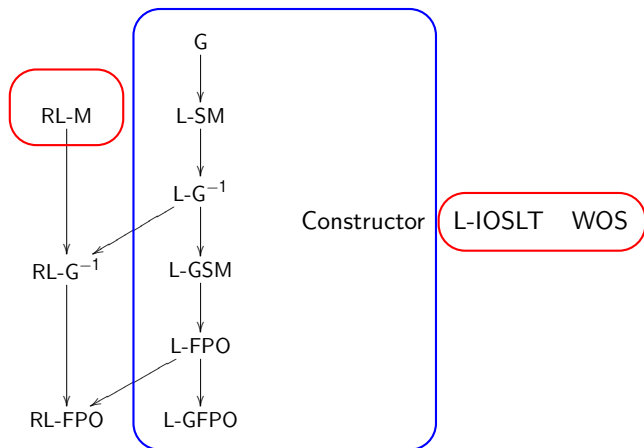 G
RL-M L-SM
L-G⁻¹
Constructor L-IOSLT WOS
RL-G⁻¹ L-GSM
L-FPO
RL-FPO L-GFPO